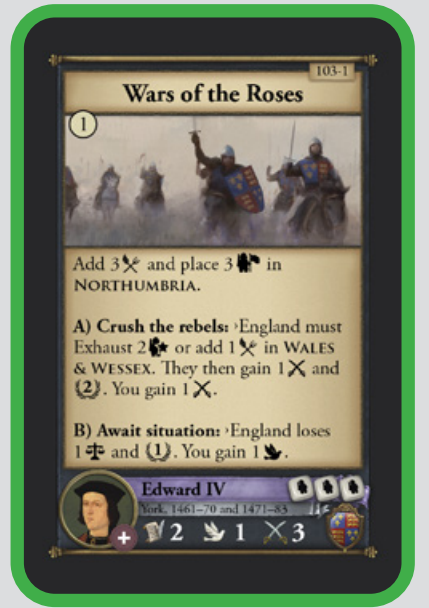 103-1
Wars of the Roses
1
Add 3 and place 3 in
NORTHUMBRIA.
A) Crush the rebels: ›England must
Exhaust 2 or add 1 in WALES
& WESSEX. They then gain 1 and
(2). You gain 1.
B) Await situation: ›England loses
1 and (1). You gain 1.
Edward IV
York, 1461–70 and 1471–83
+ 2 1 3